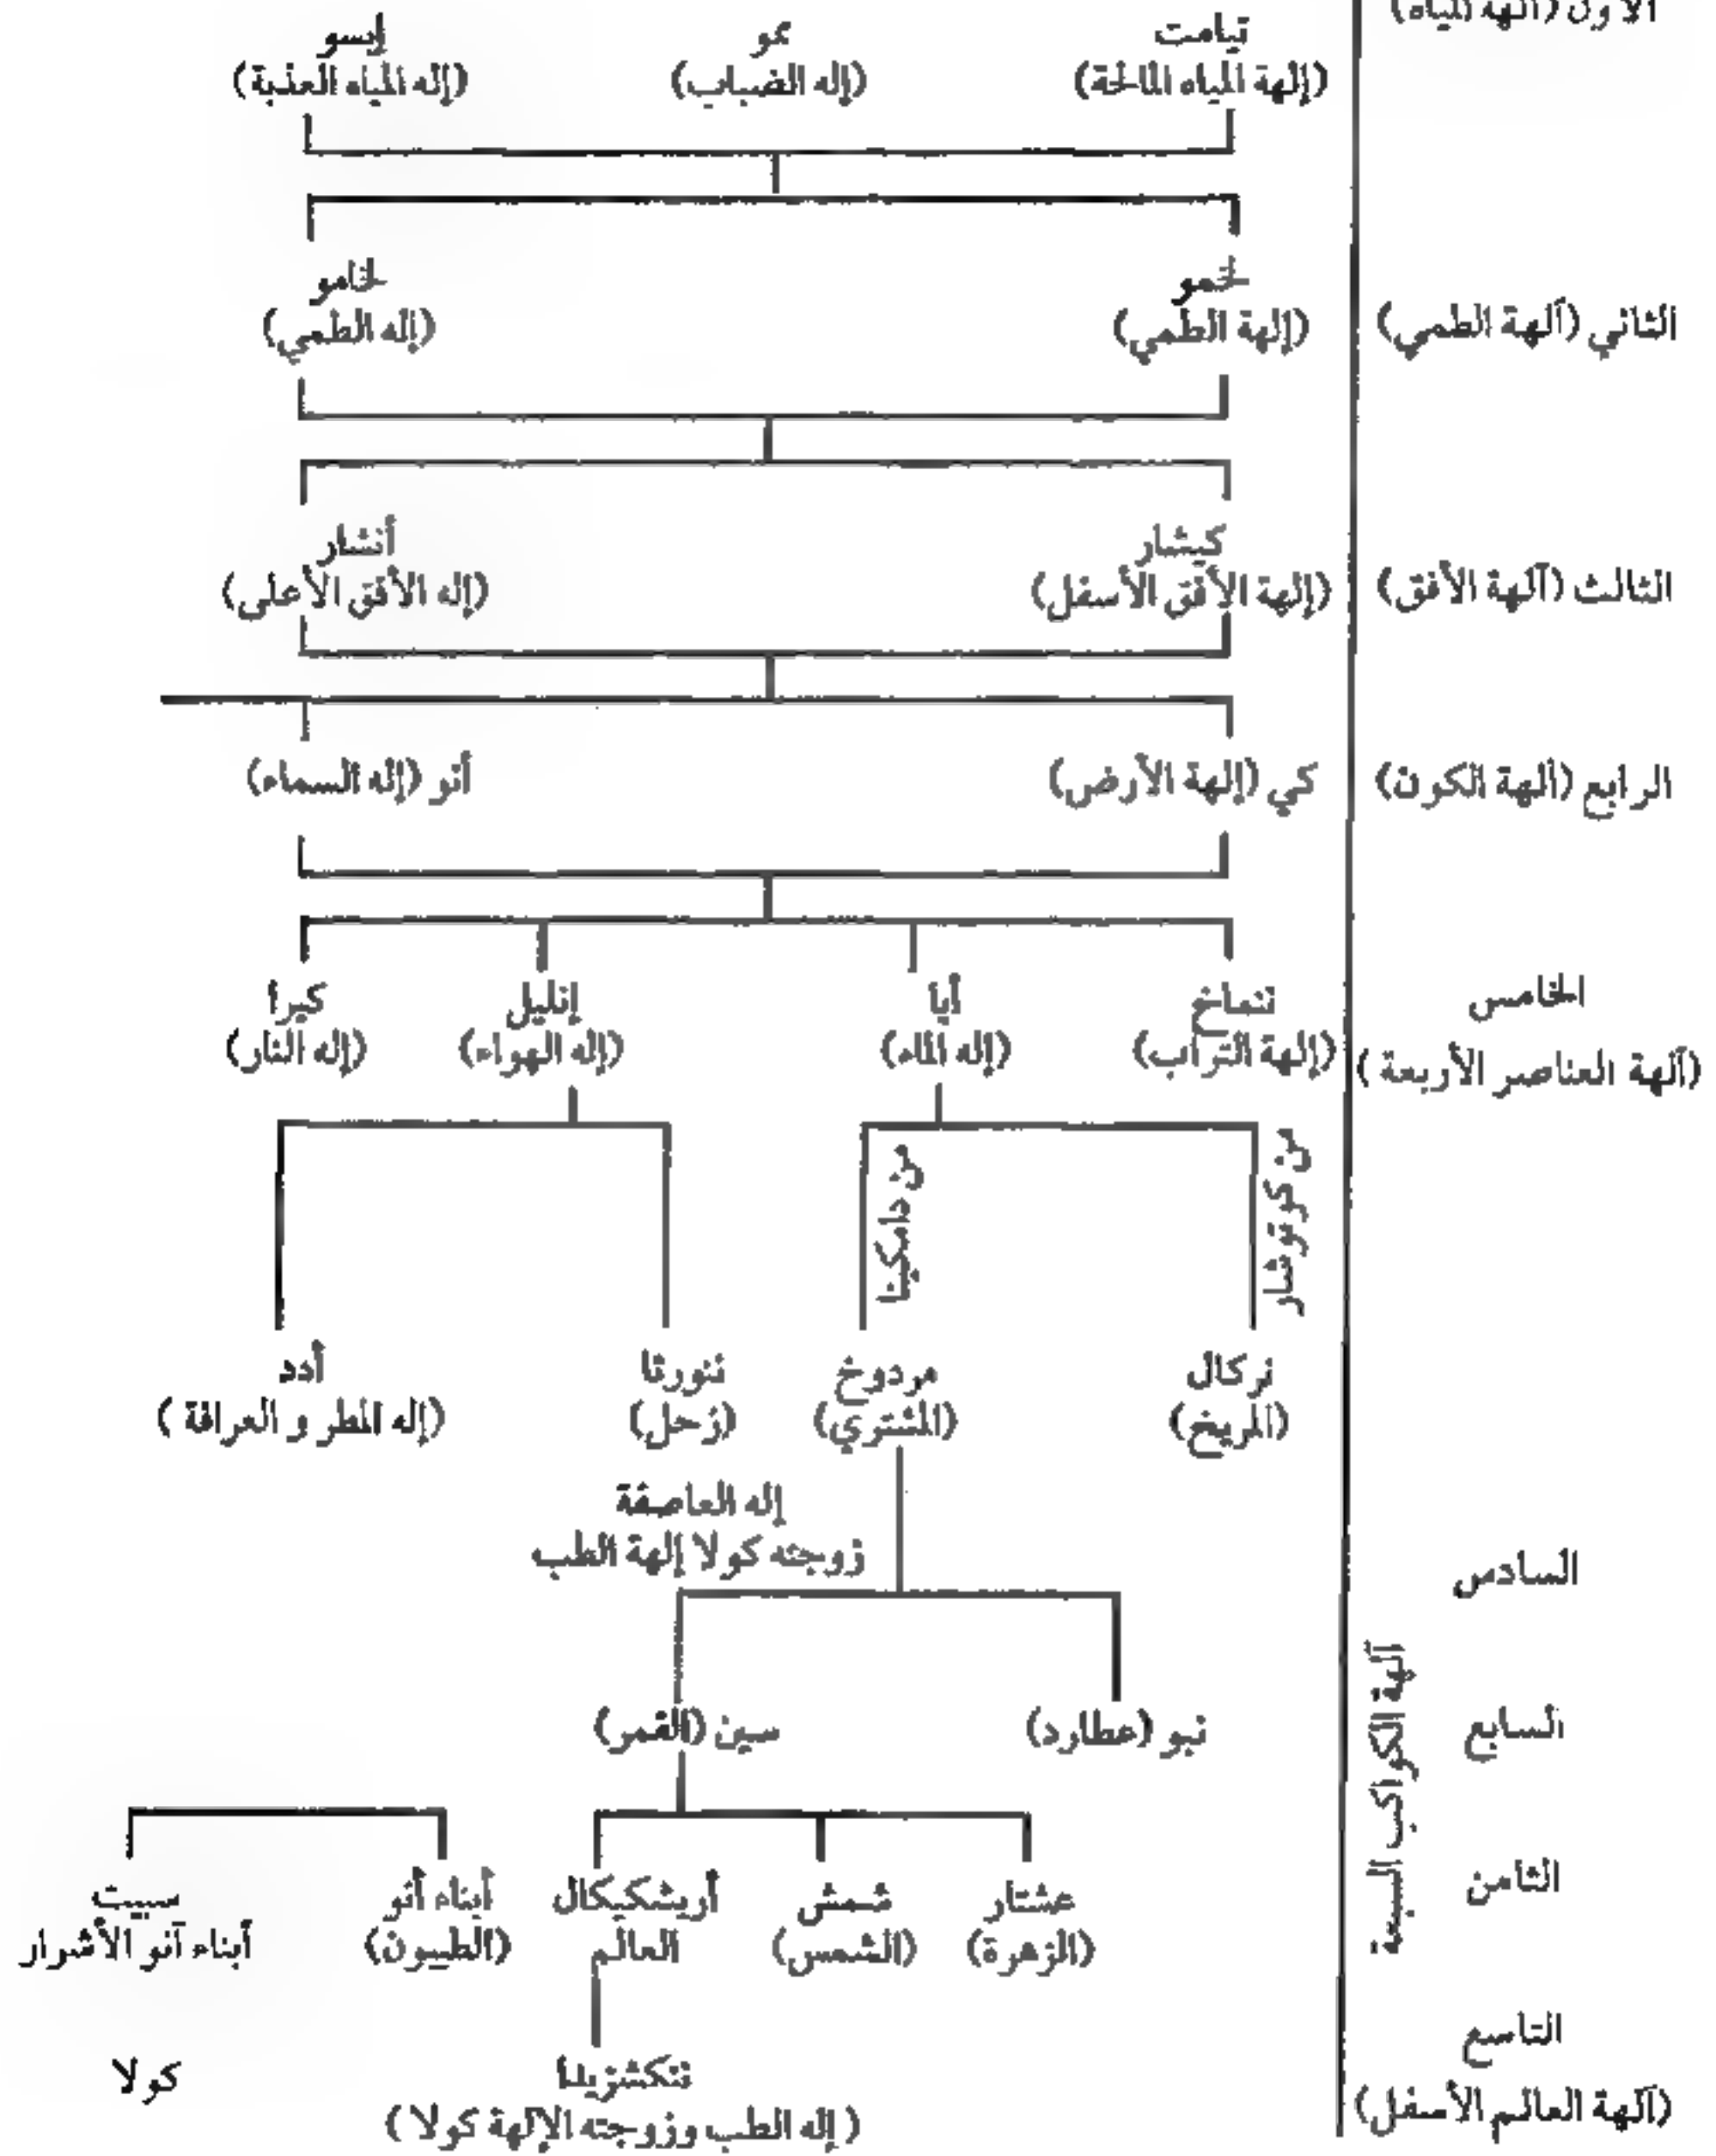 الأول (آلهة المياه)
تيامت
(إلهة المياه المالحة)
ممو
(إله الضباب)
إبسو
(إله المياه العذبة)
الثاني (آلهة الطمي)
لخمو
(إلهة الطمي)
لخامو
(إله الطمي)
الثالث (آلهة الأفق)
كيشار
(إلهة الأفق الأسفل)
أنشار
(إله الأفق الأعلى)
الرابع (آلهة الكون)
كي (إلهة الأرض)
أنو (إله السماء)
الخامس
(آلهة العناصر الأربعة)
ننماخ
(إلهة التراب)
أيا
(إله الماء)
إنليل
(إله الهواء)
كيرا
(إله النار)
من كوتوشار
من دامكينا
نركال
(المريخ)
مردوخ
(المشتري)
ننورتا
(زحل)
أدد
(إله المطر و العرافة)
إله العاصفة
زوجته كولا إلهة الطب
السادس
آلهة الكواكب السبعة
السابع
نبو (عطارد)
سين (القمر)
الثامن
عشتار
(الزهرة)
شمش
(الشمس)
أريشكيكال
العالم
أبناء أنو
(الطيبون)
سبيت
أبناء آنو الأشرار
التاسع
(آلهة العالم الأسفل)
ننكشزيدا
(إله الطب وزوجته الإلهة كولا)
كولا